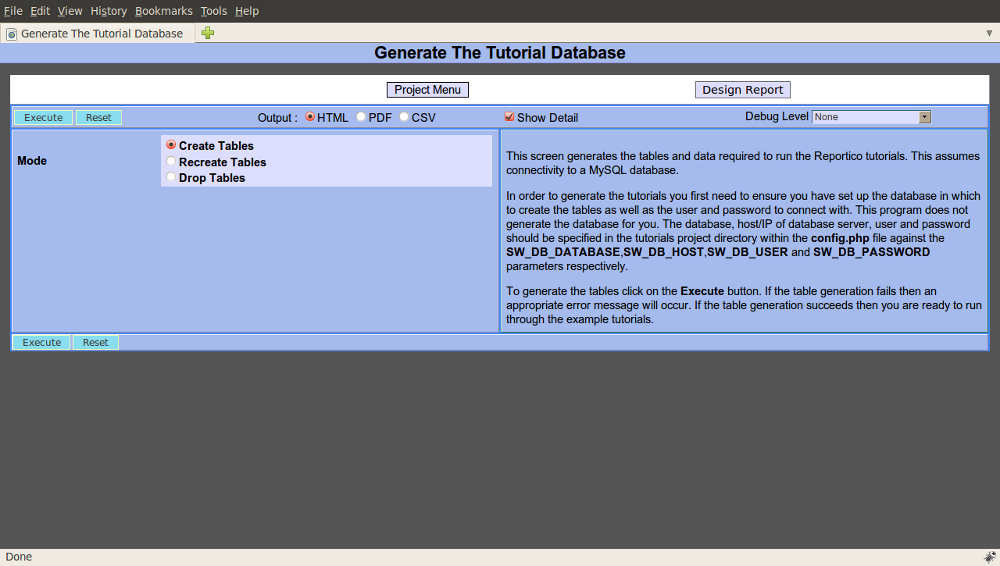 File Edit View History Bookmarks Tools Help
Generate The Tutorial Database
Generate The Tutorial Database
Project Menu Design Report
Execute Reset Output : HTML PDF CSV Show Detail Debug Level None
Mode
Create Tables
Recreate Tables
Drop Tables
This screen generates the tables and data required to run the Reportico tutorials. This assumes
connectivity to a MySQL database.
In order to generate the tutorials you first need to ensure you have set up the database in which
to create the tables as well as the user and password to connect with. This program does not
generate the database for you. The database, host/IP of database server, user and password
should be specified in the tutorials project directory within the config.php file against the
SW_DB_DATABASE,SW_DB_HOST,SW_DB_USER and SW_DB_PASSWORD
parameters respectively.
To generate the tables click on the Execute button. If the table generation fails then an
appropriate error message will occur. If the table generation succeeds then you are ready to run
through the example tutorials.
Execute Reset
Done